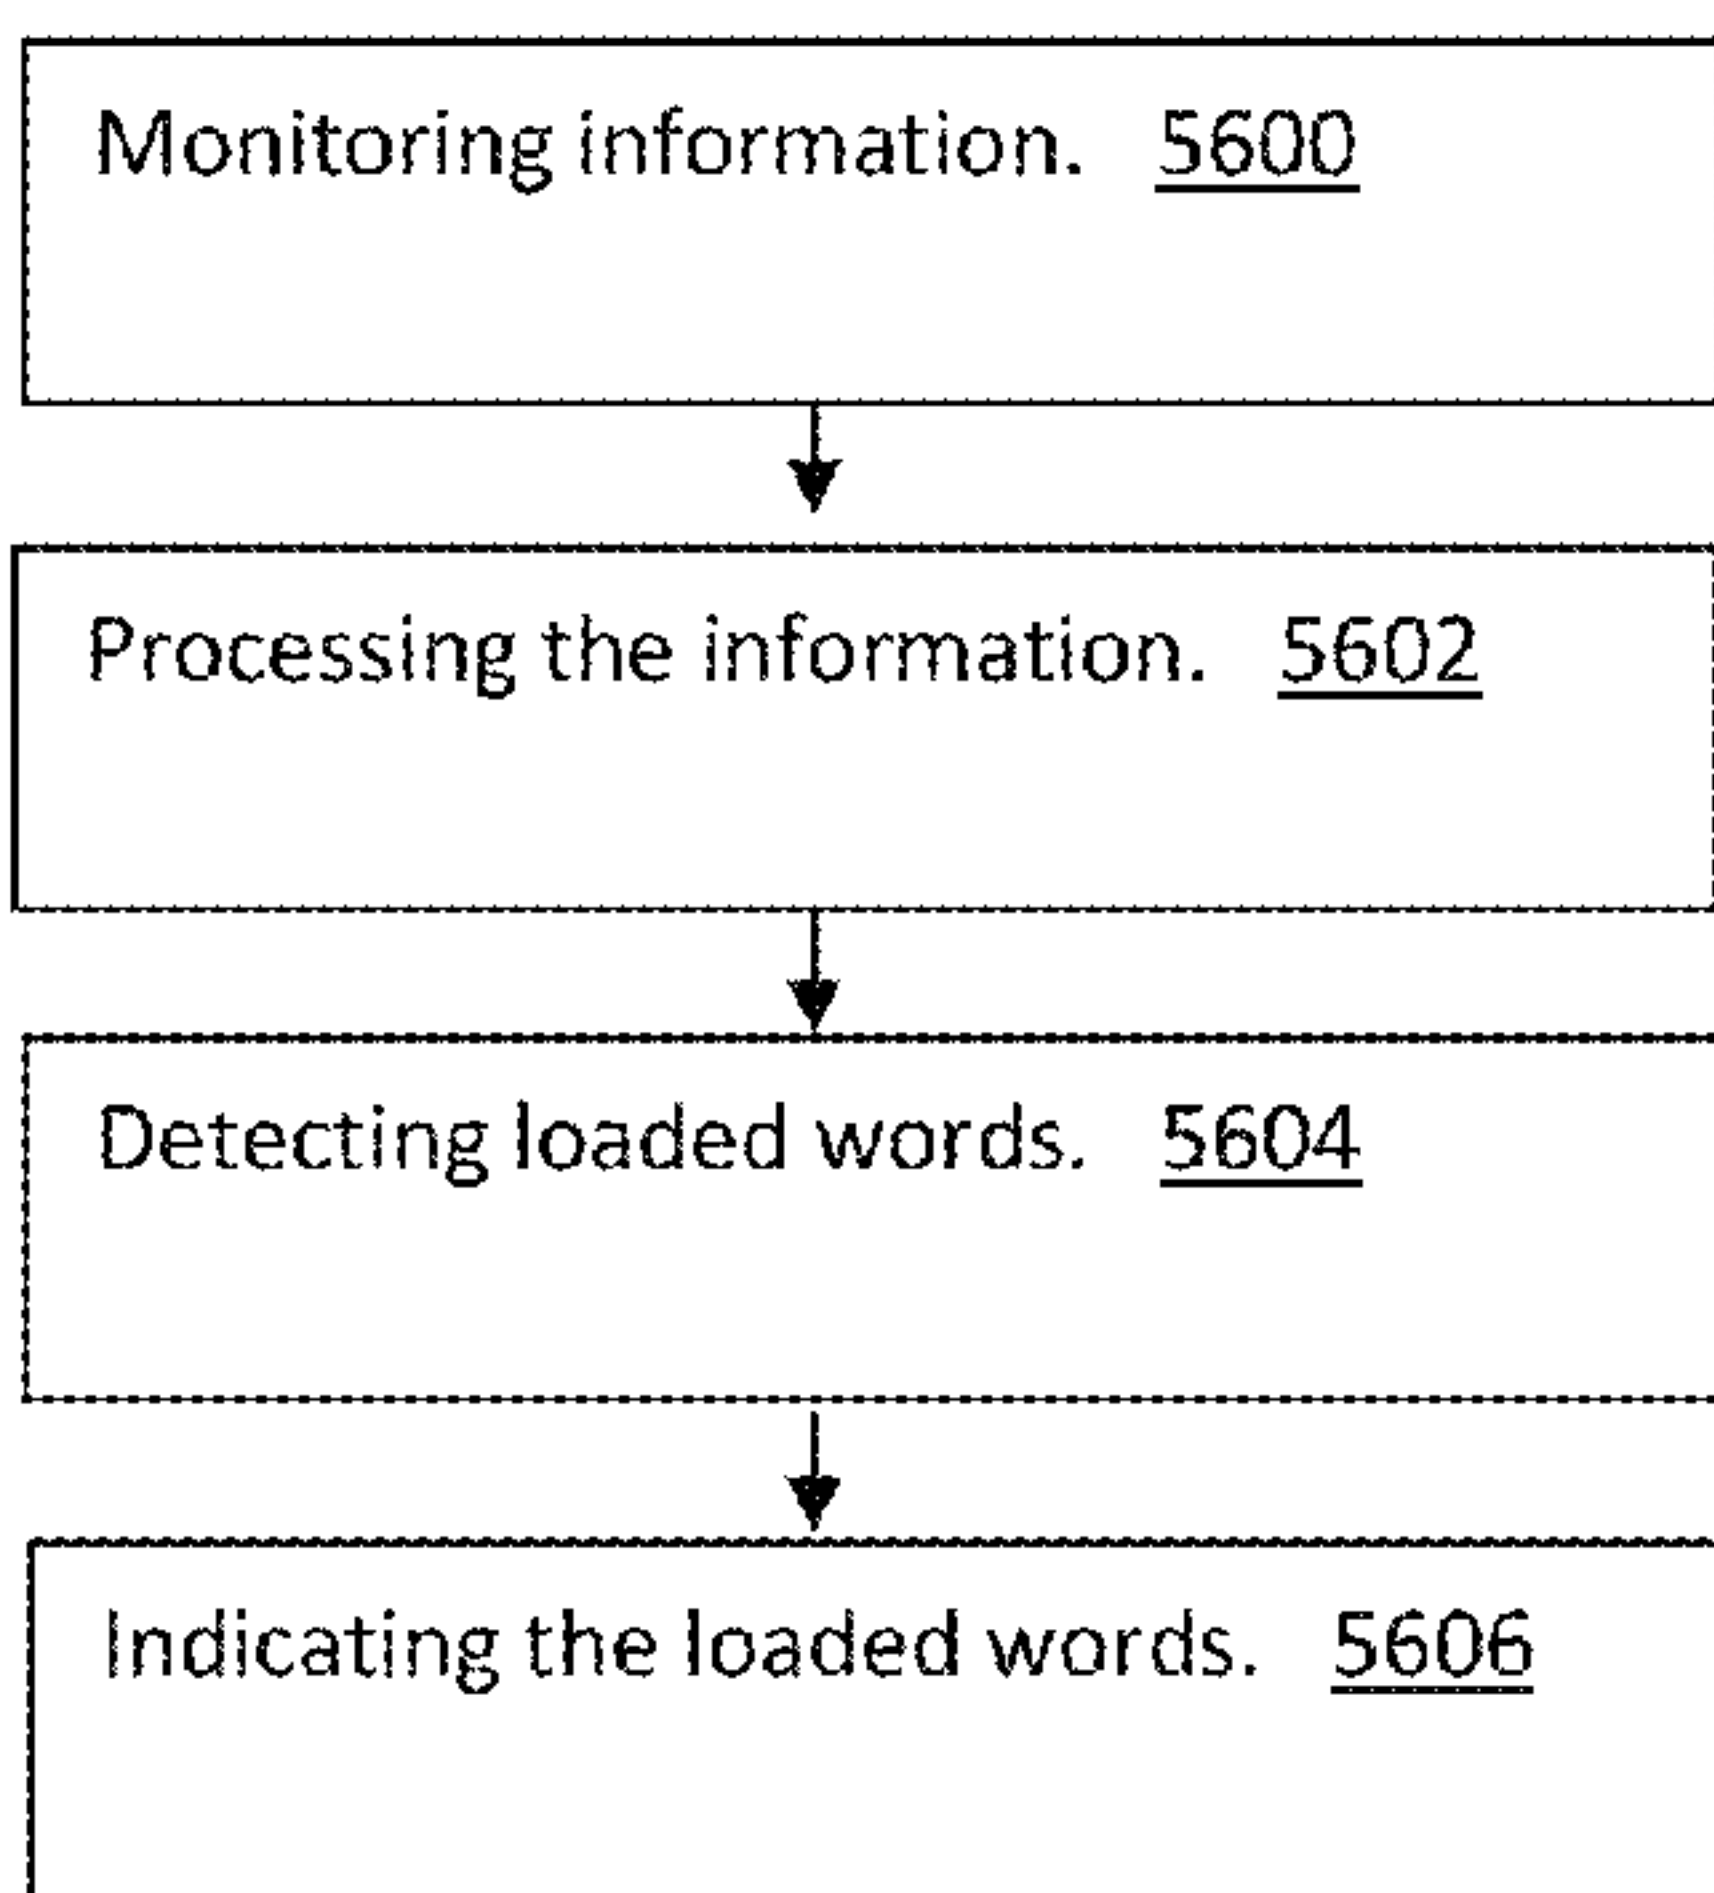 Monitoring information. 5600
Processing the information. 5602
Detecting loaded words. 5604
Indicating the loaded words. 5606